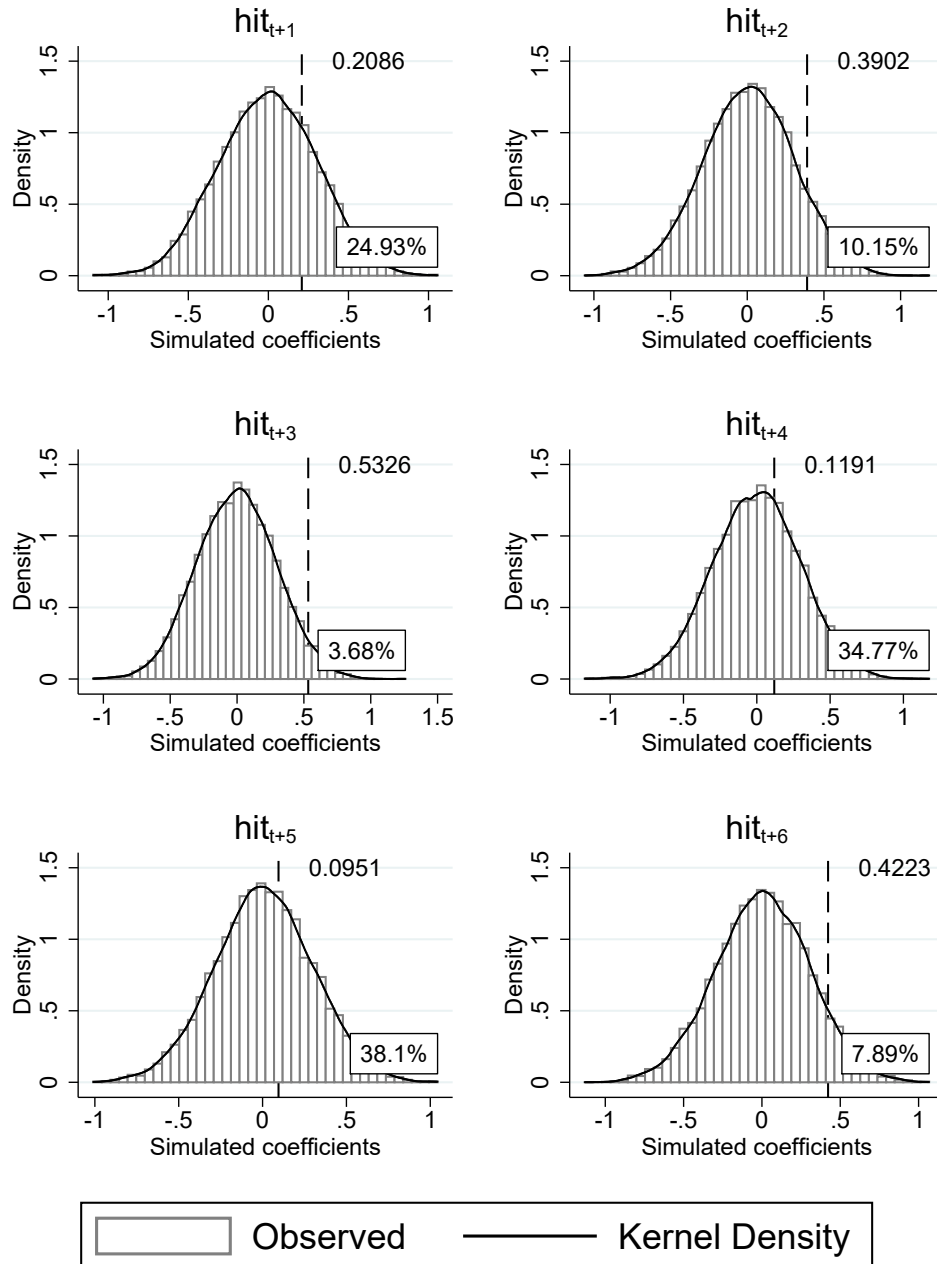 hit_{t+1}
0.2086
1.5
1
.5
0
Density
24.93%
-1 -.5 0 .5 1
Simulated coefficients
hit_{t+2}
0.3902
1.5
1
.5
0
Density
10.15%
-1 -.5 0 .5 1
Simulated coefficients
hit_{t+3}
0.5326
1.5
1
.5
0
Density
3.68%
-1 -.5 0 .5 1 1.5
Simulated coefficients
hit_{t+4}
0.1191
1.5
1
.5
0
Density
34.77%
-1 -.5 0 .5 1
Simulated coefficients
hit_{t+5}
0.0951
1.5
1
.5
0
Density
38.1%
-1 -.5 0 .5 1
Simulated coefficients
hit_{t+6}
0.4223
1.5
1
.5
0
Density
7.89%
-1 -.5 0 .5 1
Simulated coefficients
Observed Kernel Density